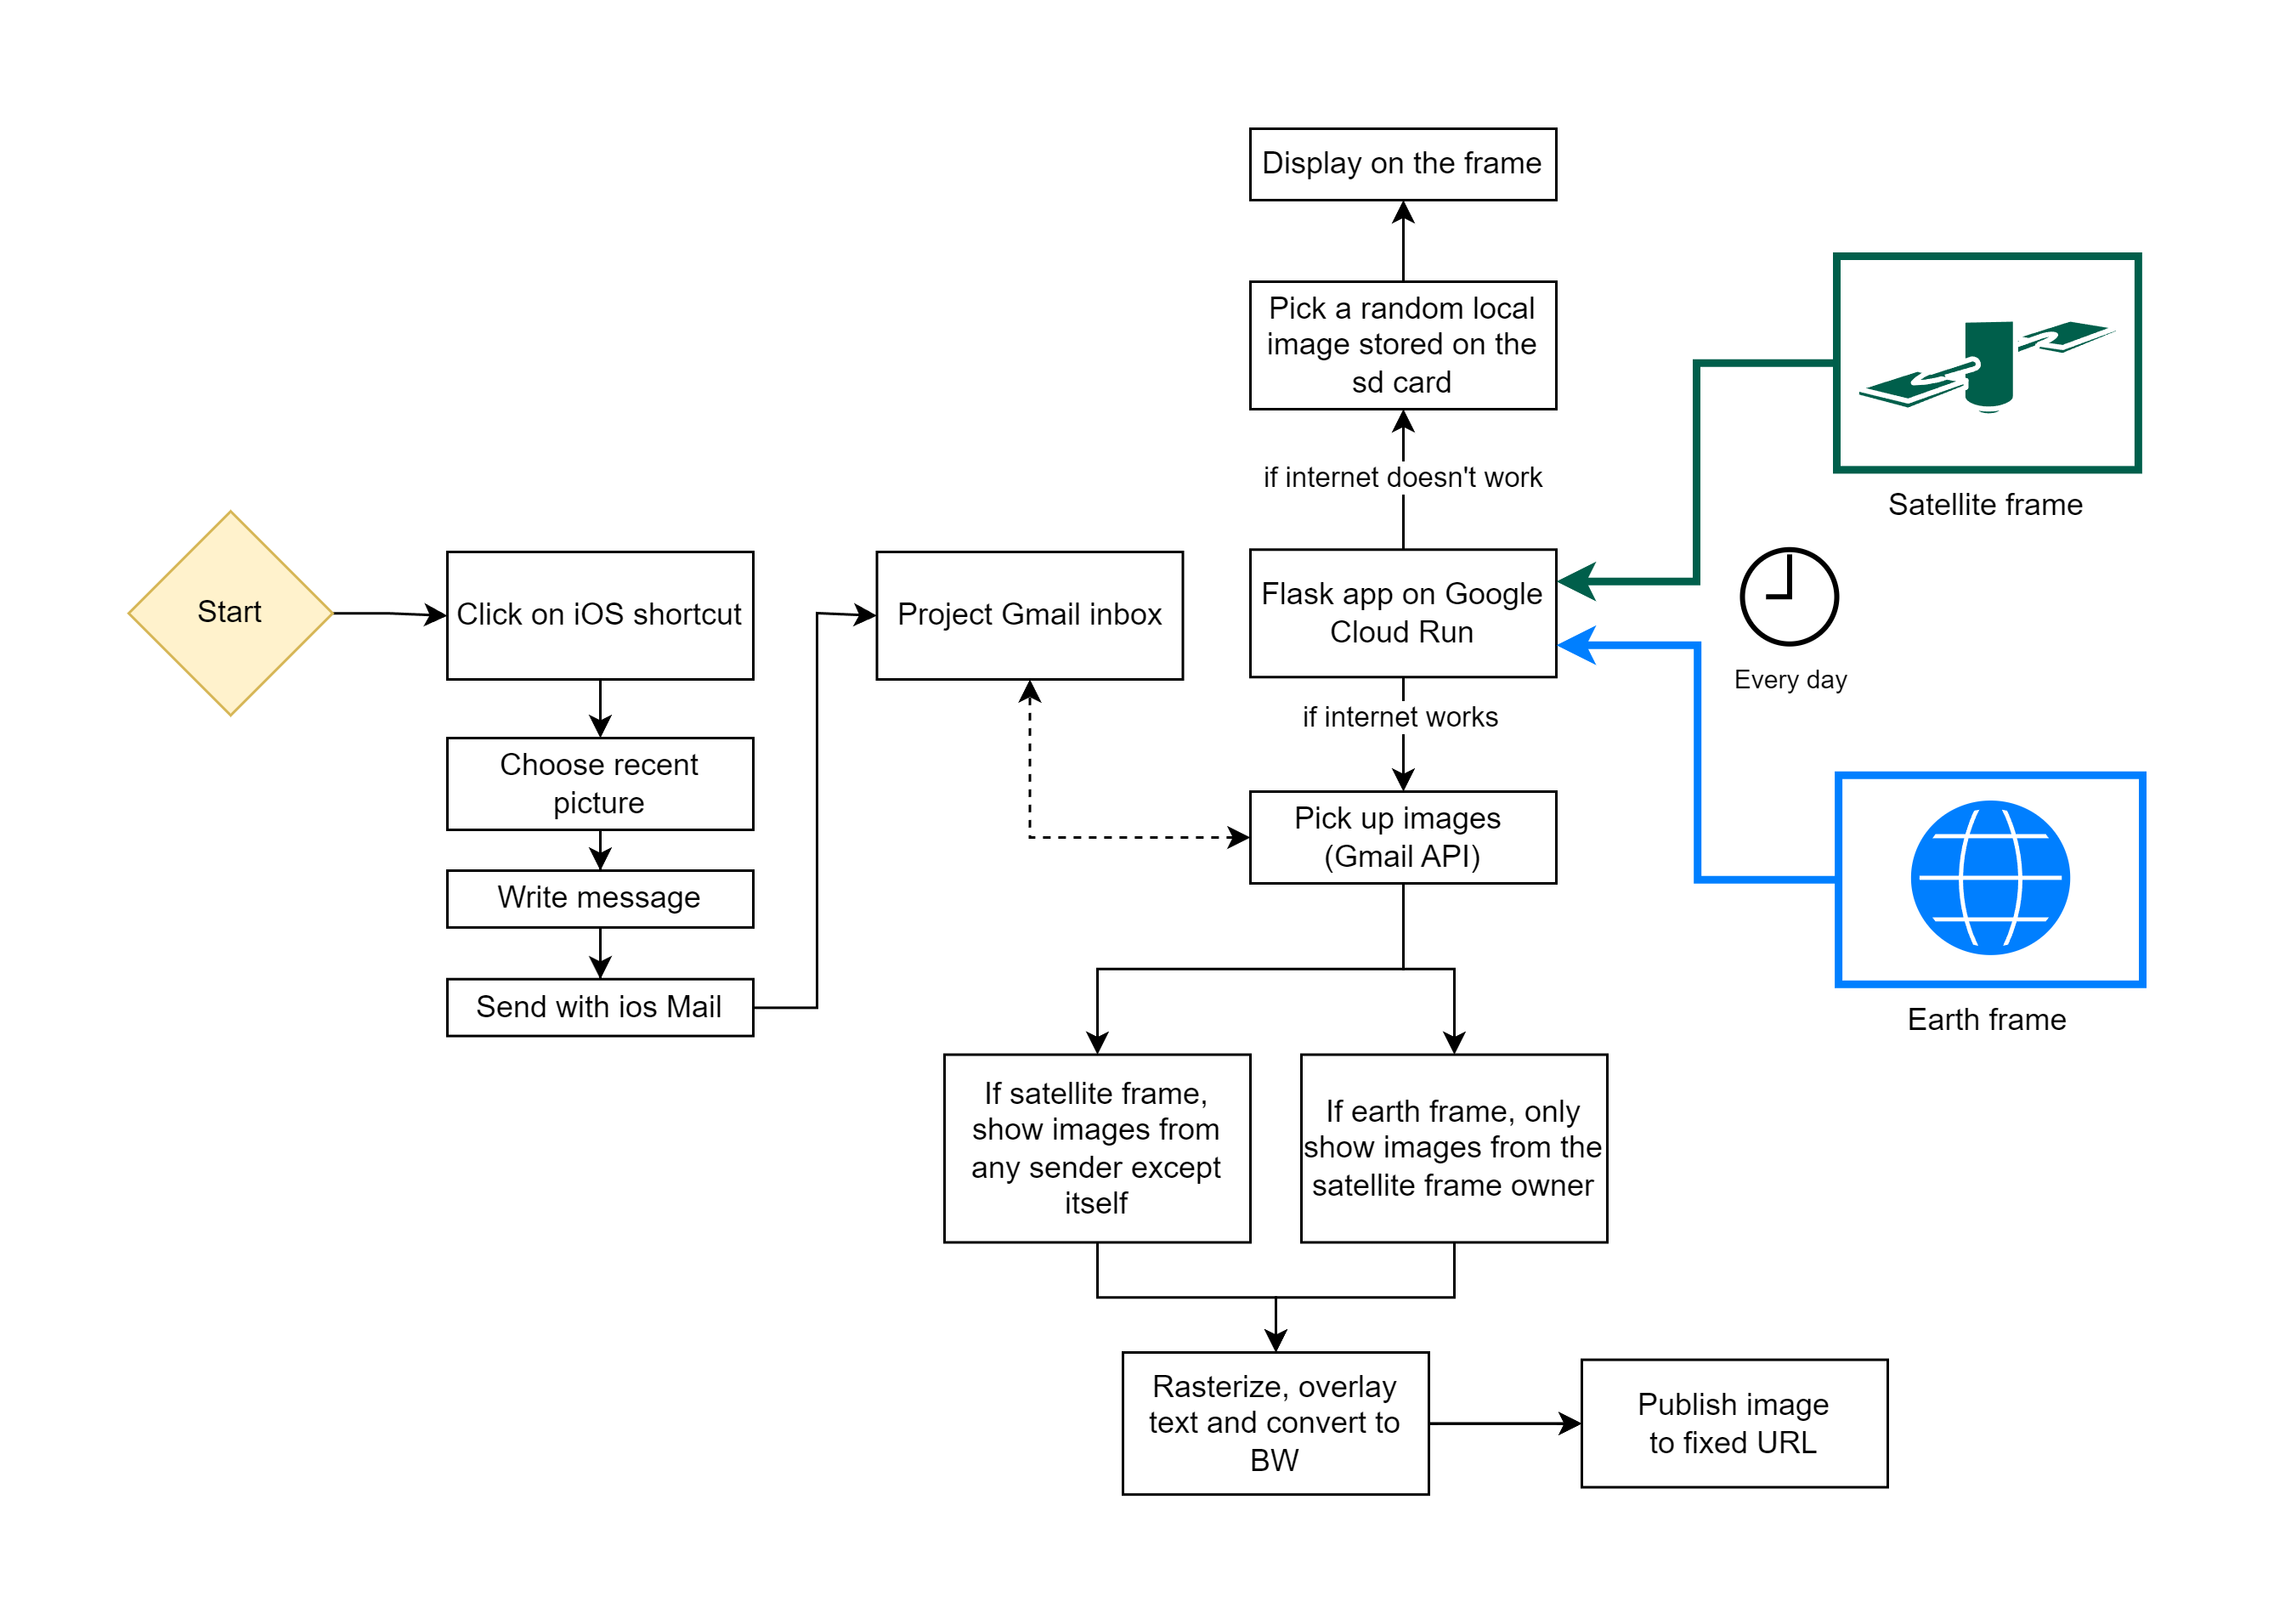 Start
Click on iOS shortcut
Choose recent
picture
Write message
Send with ios Mail
Project Gmail inbox
Display on the frame
Pick a random local
image stored on the
sd card
if internet doesn't work
Flask app on Google
Cloud Run
if internet works
Pick up images
(Gmail API)
If satellite frame,
show images from
any sender except
itself
If earth frame, only
show images from the
satellite frame owner
Rasterize, overlay
text and convert to
BW
Publish image
to fixed URL
Satellite frame
Every day
Earth frame